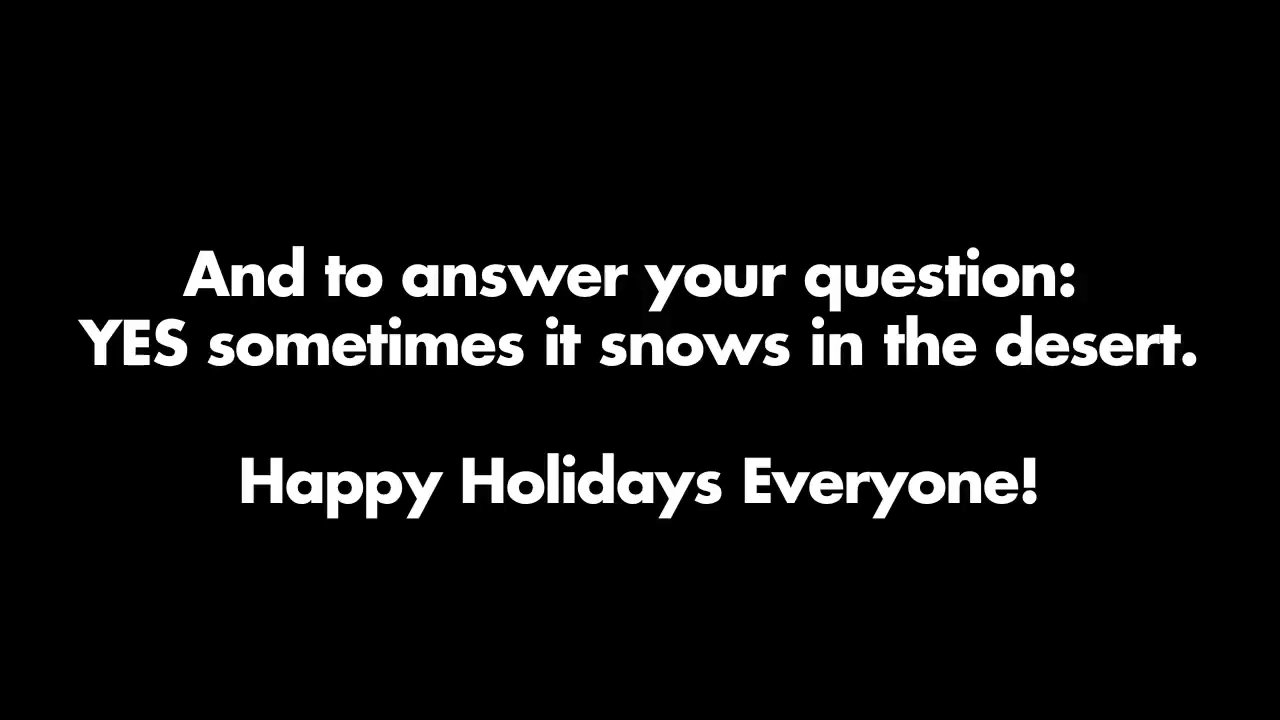 And to answer your question:
YES sometimes it snows in the desert.
Happy Holidays Everyone!